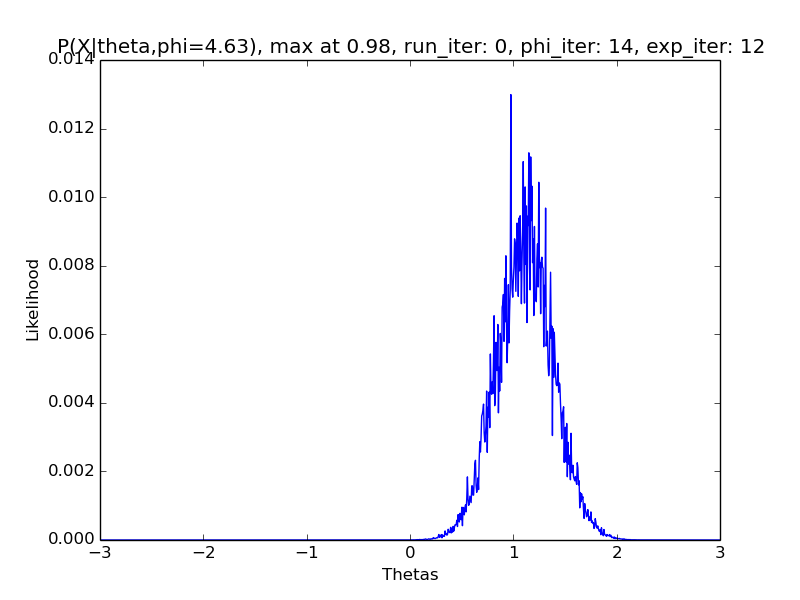 P(X|theta,phi=4.63), max at 0.98, run_iter: 0, phi_iter: 14, exp_iter: 12
0.014
0.012
0.010
0.008
0.006
0.004
0.002
0.000
Likelihood
−3 −2 −1 0 1 2 3
Thetas